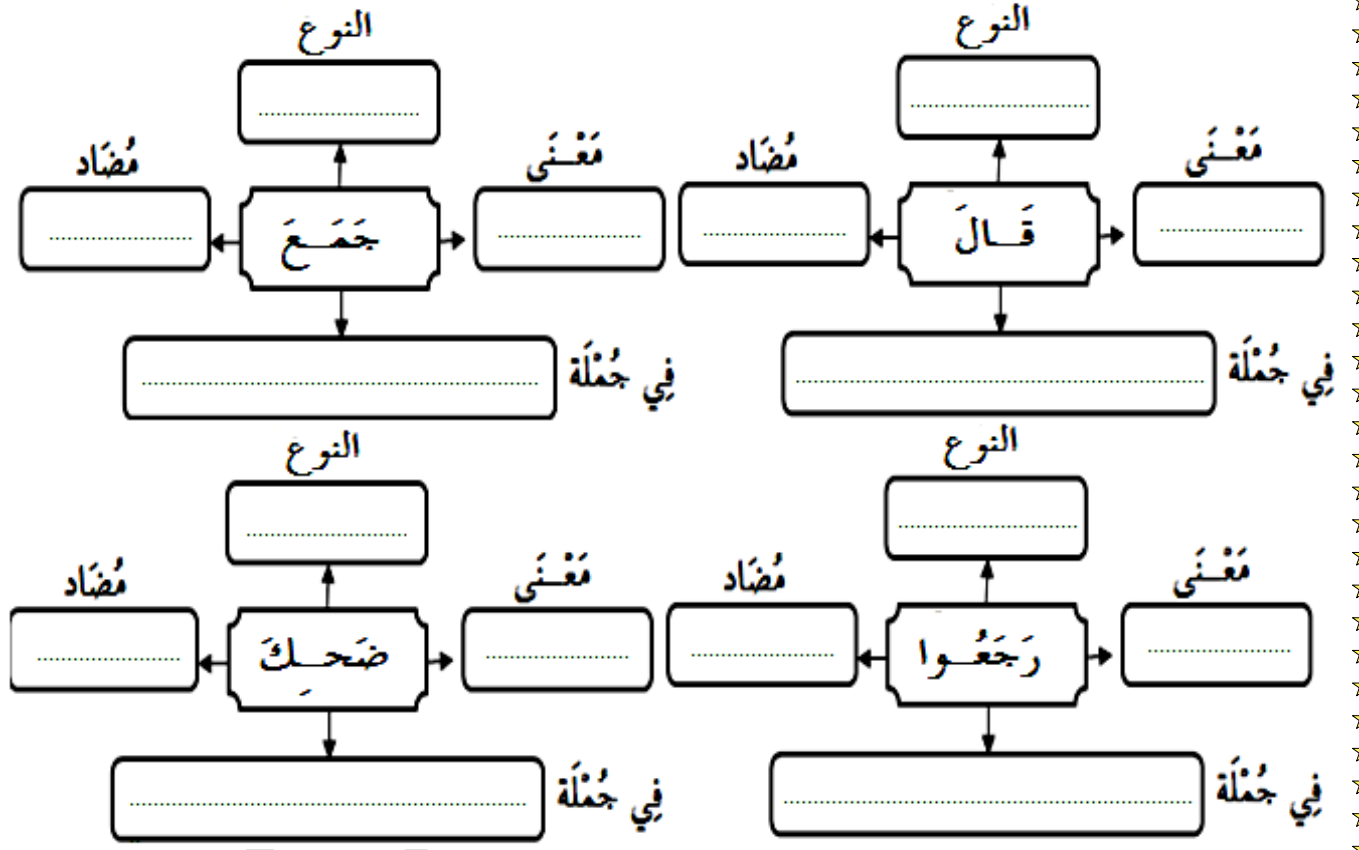 النوع
النوع
مَعْـنَى
مُضَاد
مَعْـنَى
مُضَاد
قَـالَ
جَمَـعَ
فِي جُمْلَة
فِي جُمْلَة
النوع
النوع
مَعْـنَى
مُضَاد
مَعْـنَى
مُضَاد
رَجَعُـوا
ضَحِـكَ
فِي جُمْلَة
فِي جُمْلَة